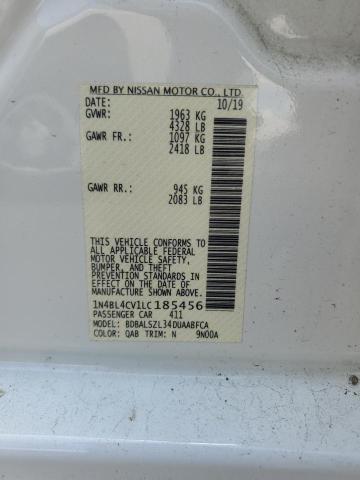 MFD BY NISSAN MOTOR CO., LTD.
DATE: 10/19
GVWR: 1963 KG
4328 LB
GAWR FR: 1097 KG
2418 LB
GAWR RR: 945 KG
2083 LB
THIS VEHICLE CONFORMS TO
ALL APPLICABLE FEDERAL
MOTOR VEHICLE SAFETY,
BUMPER, AND THEFT
PREVENTION STANDARDS IN
EFFECT ON THE DATE OF
MANUFACTURE SHOWN ABOVE.
1N4BL4CV1LC185456
PASSENGER CAR 411
MODEL: BDBALSZL34DUAABFCA
COLOR: QAB TRIM: N 9N00A